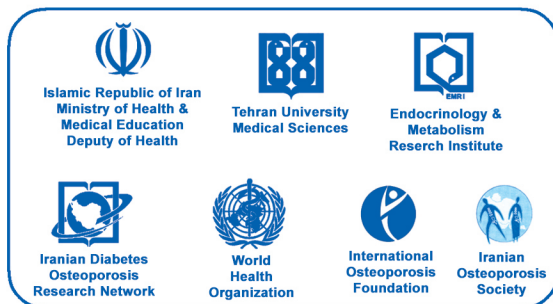 Islamic Republic of Iran
Ministry of Health &
Medical Education
Deputy of Health
Tehran University
Medical Sciences
EMRI
Endocrinology &
Metabolism
Reserch Institute
Iranian Diabetes
Osteoporosis
Research Network
World
Health
Organization
International
Osteoporosis
Foundation
Iranian
Osteoporosis
Society